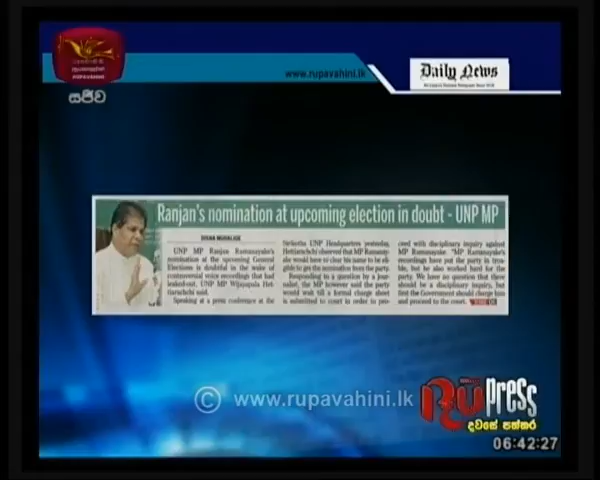 රූපවාහිනී
RUPAVAHINI
සජීව
www.rupavahini.lk
Daily News
Ranjan's nomination at upcoming election in doubt - UNP MP
UNP MP Ranjan Ramanayake's
nomination at the upcoming General
Elections is doubtful in the wake of
controversial voice recordings that had
leaked out, UNP MP Wijayapala Het-
tiarachchi said.
Speaking at a press conference at the
Sirikotha UNP Headquarters yesterday,
Hettiarachchi observed that MP Ramanay-
ake would have to clear his name to be eli-
gible to get the nomination from the party.
Responding to a query by a jour-
nalist, the MP however said the party
would wait till a formal charge sheet
is submitted to court in order to pro-
ceed with disciplinary inquiry against
MP Ramanayake. "MP Ramanayake's
recordings have put the party in trou-
ble, but he also worked hard for the
party. We have no question that there
should be a disciplinary inquiry, but
first the Government should charge him
and proceed to the court.
© www.rupavahini.lk
Ru Press
දවසේ පත්තර
06:42:27